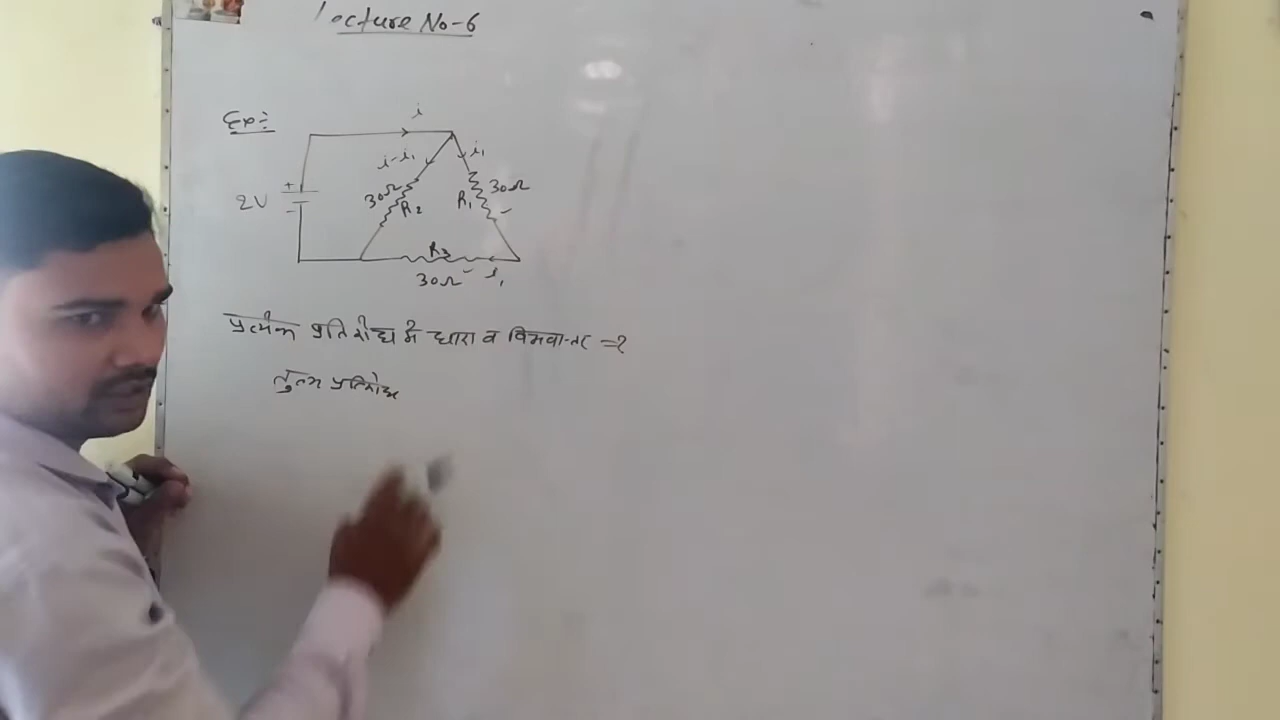 Lecture No-6
Ex:-
i
i-i₁
i₁
+
2V
-
30Ω
R₂
R₁
30Ω
R₃
30Ω
i₁
प्रत्येक प्रतिरोध में धारा व विभवान्तर =?
तुल्य प्रतिरोध